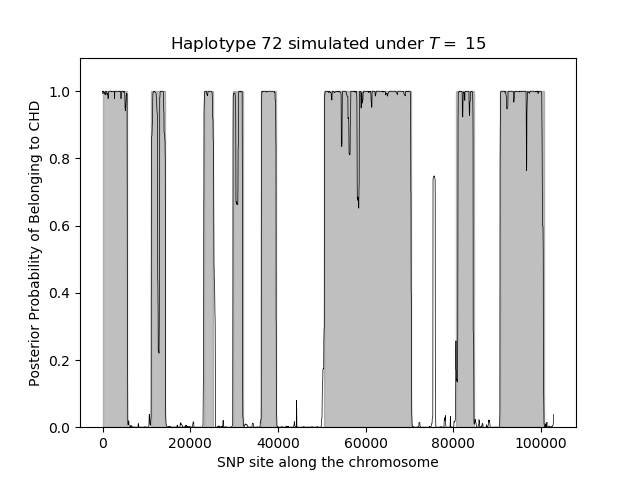 Haplotype 72 simulated under T = 15
Posterior Probability of Belonging to CHD
1.0
0.8
0.6
0.4
0.2
0.0
0 20000 40000 60000 80000 100000
SNP site along the chromosome